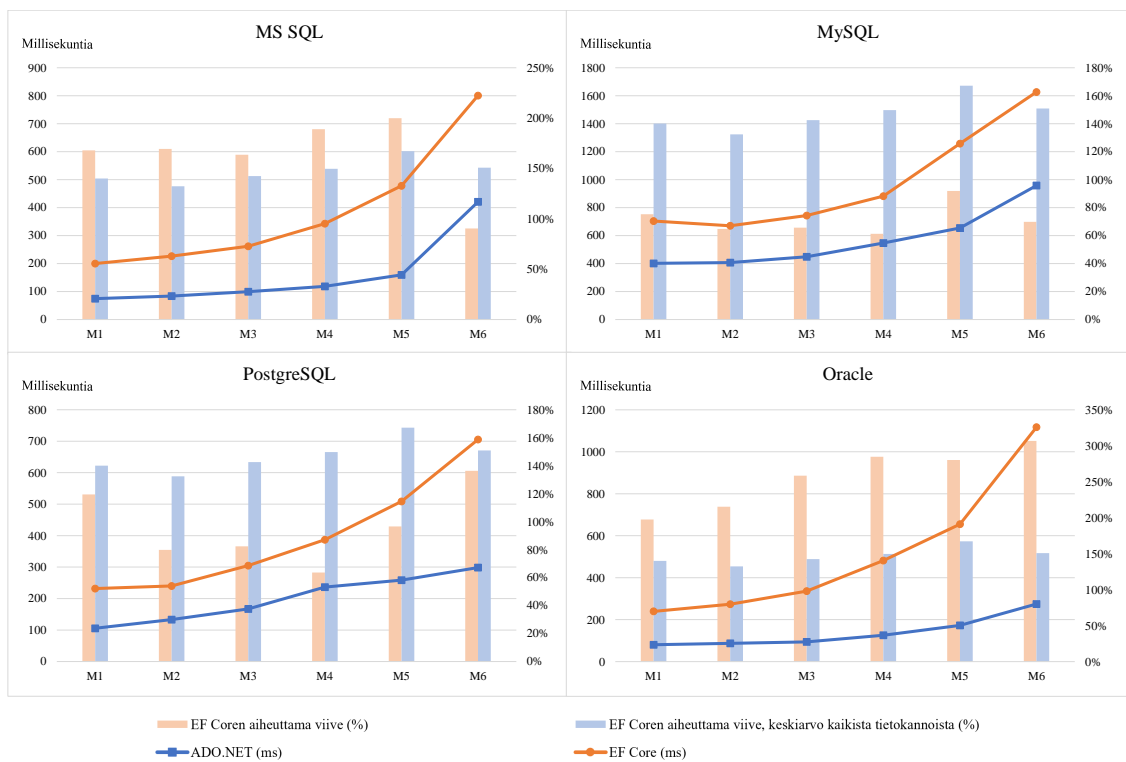 MS SQL
Millisekuntia
900 250%
800
700 200%
600
500 150%
400
300 100%
200 50%
100
0 0%
M1 M2 M3 M4 M5 M6
MySQL
Millisekuntia
1800 180%
1600 160%
1400 140%
1200 120%
1000 100%
800 80%
600 60%
400 40%
200 20%
0 0%
M1 M2 M3 M4 M5 M6
PostgreSQL
Millisekuntia
800 180%
700 160%
600 140%
500 120%
400 100%
300 80%
200 60%
100 40%
20%
0 0%
M1 M2 M3 M4 M5 M6
Oracle
Millisekuntia
1200 350%
1000 300%
800 250%
600 200%
400 150%
200 100%
50%
0 0%
M1 M2 M3 M4 M5 M6
EF Coren aiheuttama viive (%)
EF Coren aiheuttama viive, keskiarvo kaikista tietokannoista (%)
ADO.NET (ms)
EF Core (ms)